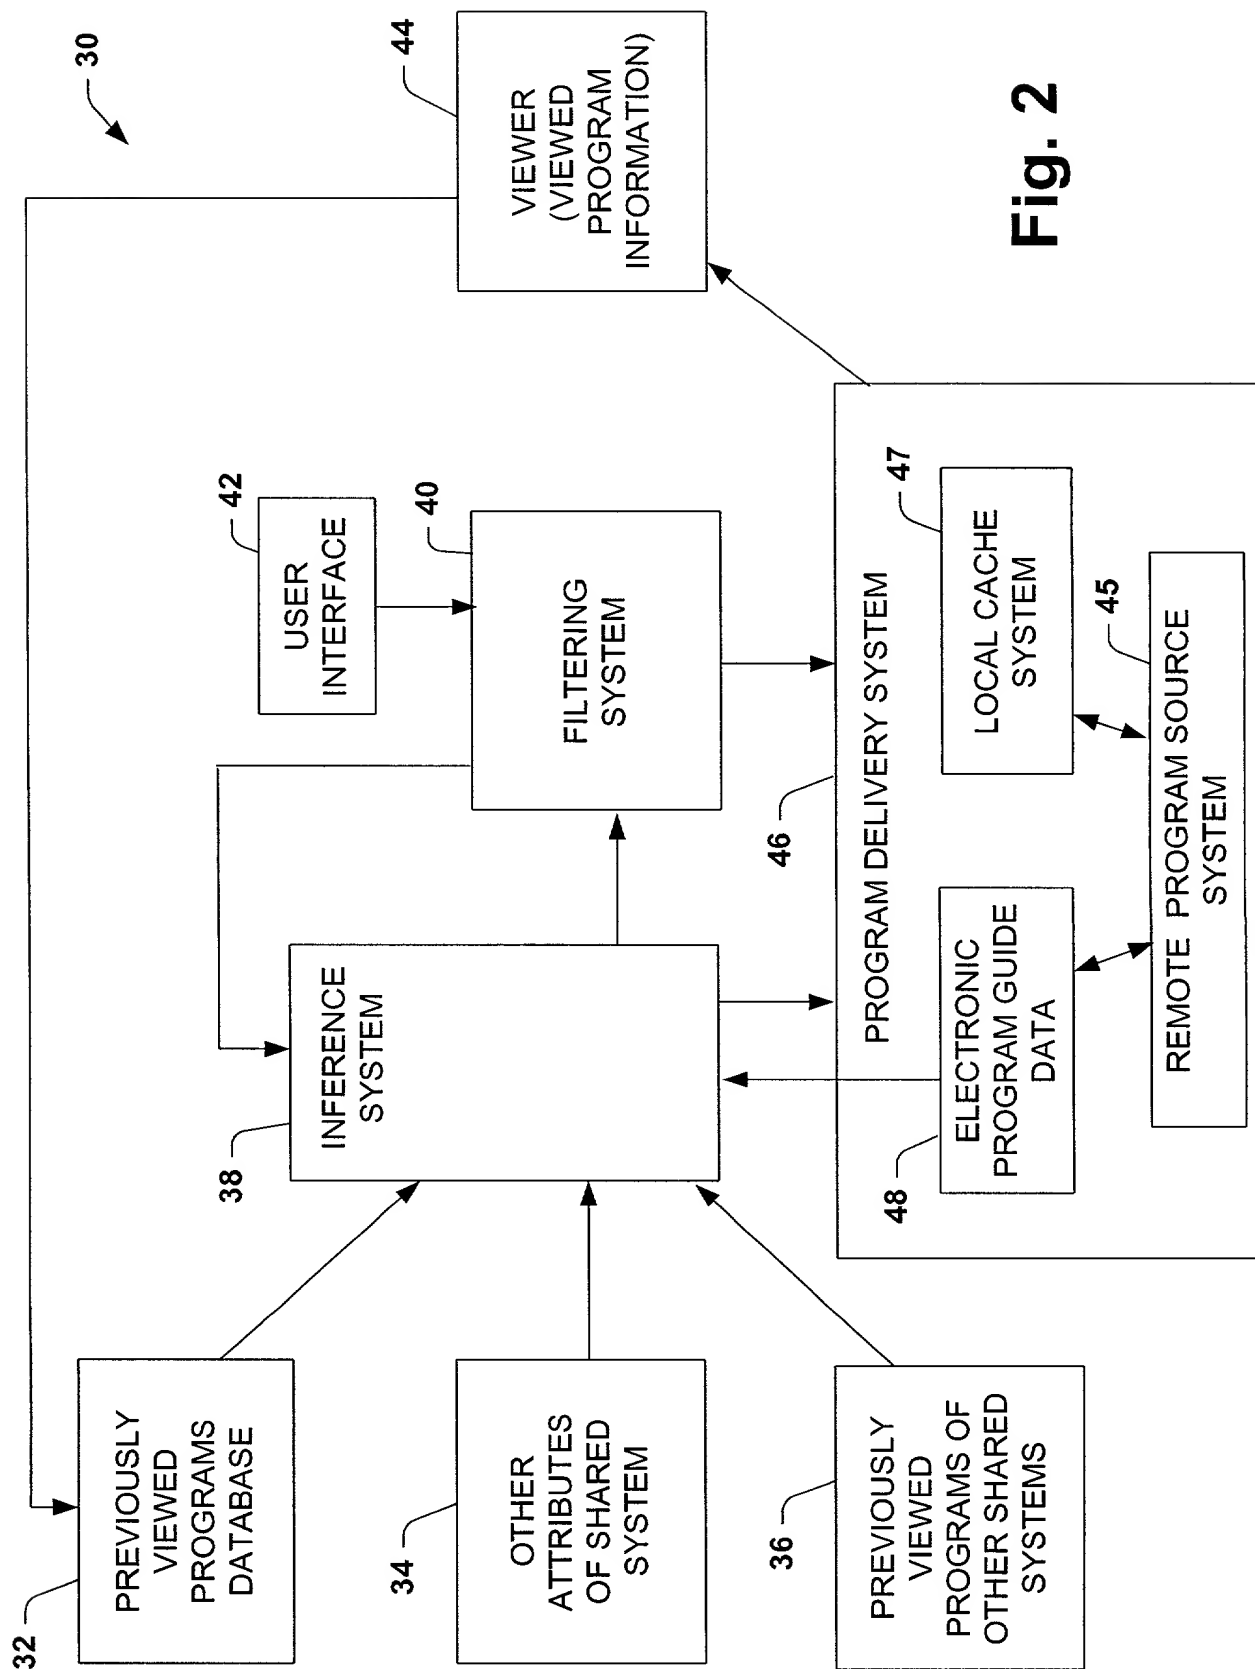 30
32
PREVIOUSLY
VIEWED
PROGRAMS
DATABASE
34
OTHER
ATTRIBUTES
OF SHARED
SYSTEM
36
PREVIOUSLY
VIEWED
PROGRAMS OF
OTHER SHARED
SYSTEMS
38
INFERENCE
SYSTEM
42
USER
INTERFACE
40
FILTERING
SYSTEM
44
VIEWER
(VIEWED
PROGRAM
INFORMATION)
46
PROGRAM DELIVERY SYSTEM
48
ELECTRONIC
PROGRAM GUIDE
DATA
47
LOCAL CACHE
SYSTEM
45
REMOTE PROGRAM SOURCE
SYSTEM
Fig. 2